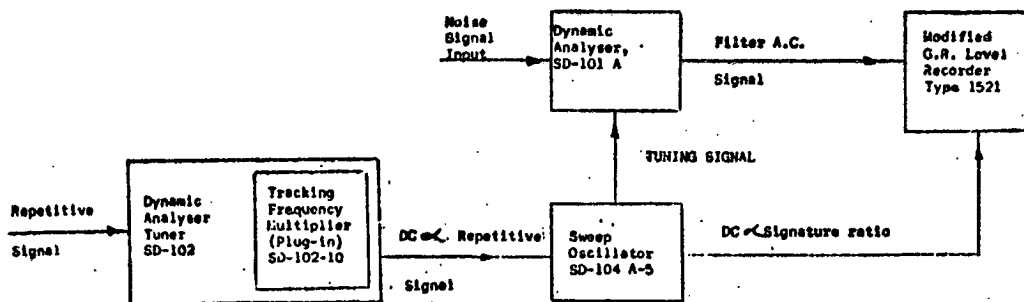 Noise
Signal
Input
Dynamic
Analyser,
SD-101 A
Filter A.C.
Signal
Modified
G.R. Level
Recorder
Type 1521
TUNING SIGNAL
Repetitive
Signal
Dynamic
Analyser
Tuner
SD-102
Tracking
Frequency
Multiplier
(Plug-in)
SD-102-10
DC ∝ Repetitive
Signal
Sweep
Oscillator
SD-104 A-5
DC ∝ Signature ratio